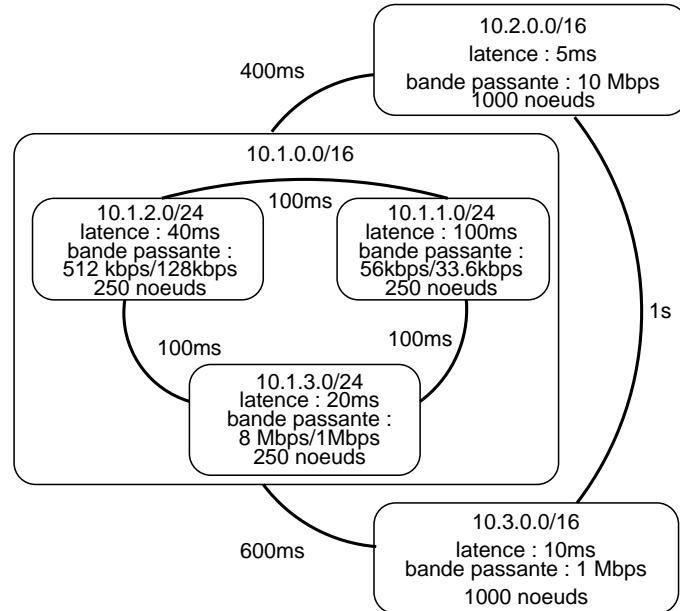 10.2.0.0/16
latence : 5ms
bande passante : 10 Mbps
1000 noeuds
400ms
10.1.0.0/16
100ms
10.1.2.0/24
latence : 40ms
bande passante :
512 kbps/128kbps
250 noeuds
10.1.1.0/24
latence : 100ms
bande passante :
56kbps/33.6kbps
250 noeuds
1s
100ms
100ms
10.1.3.0/24
latence : 20ms
bande passante :
8 Mbps/1Mbps
250 noeuds
600ms
10.3.0.0/16
latence : 10ms
bande passante : 1 Mbps
1000 noeuds